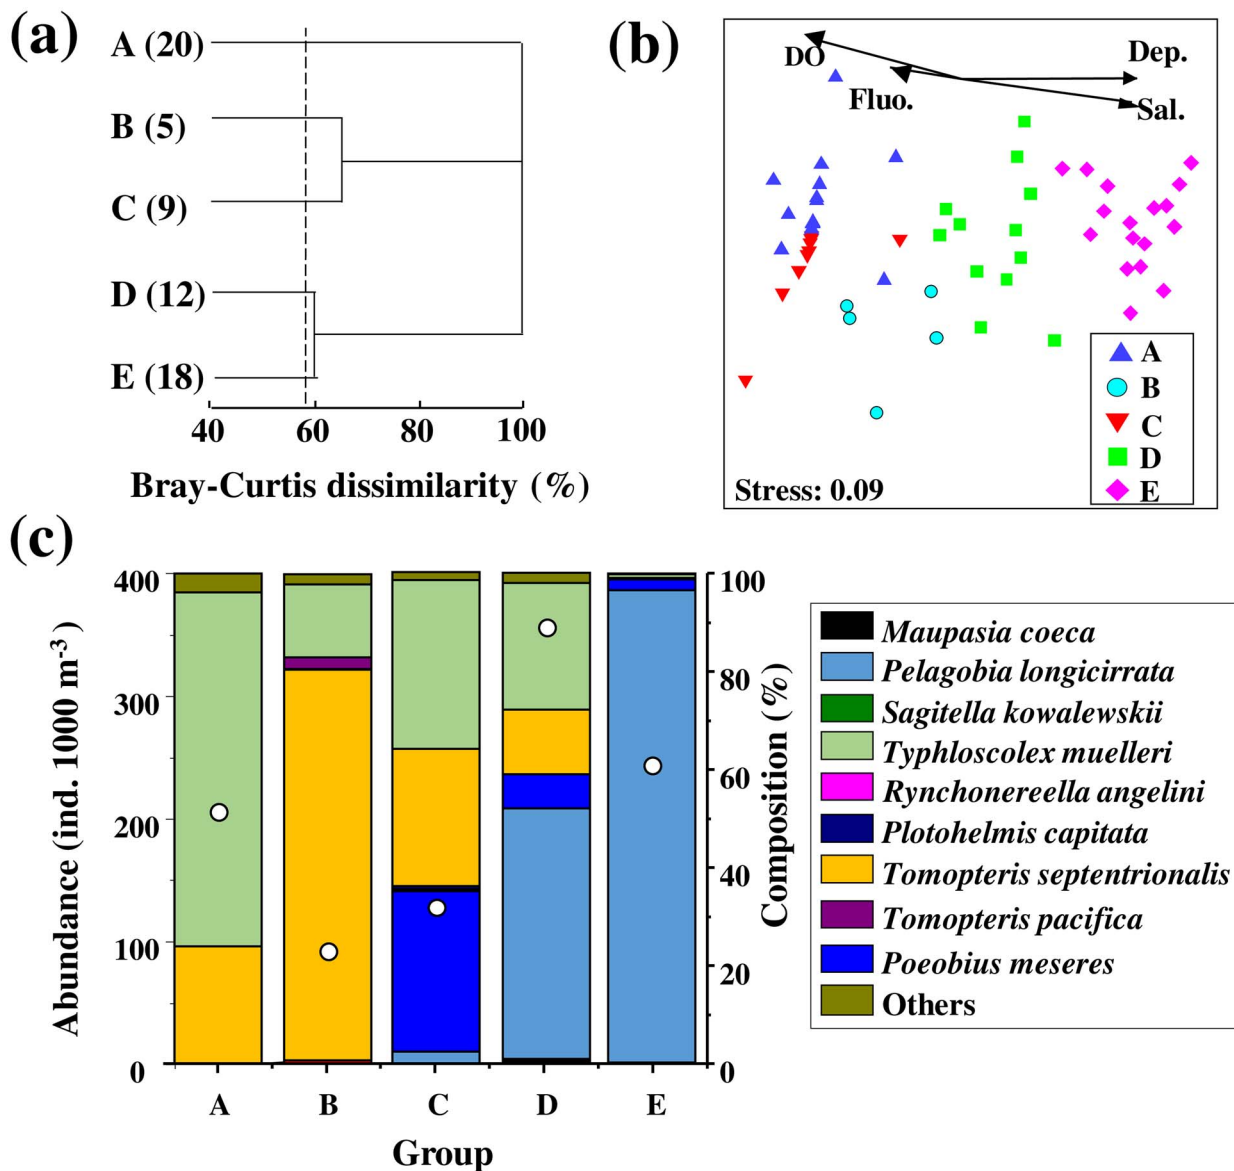 (a)
A (20)
B (5)
C (9)
D (12)
E (18)
40 60 80 100
Bray-Curtis dissimilarity (%)
(b)
DO
Fluo.
Dep.
Sal.
A
B
C
D
E
Stress: 0.09
(c)
Abundance (ind. 1000 m⁻³)
400
300
200
100
0
A B C D E
Group
100
80
60
40
20
0
Composition (%)
Maupasia coeca
Pelagobia longicirrata
Sagitella kowalewskii
Typhloscolex muelleri
Rynchonereella angelini
Plotohelmis capitata
Tomopteris septentrionalis
Tomopteris pacifica
Poeobius meseres
Others